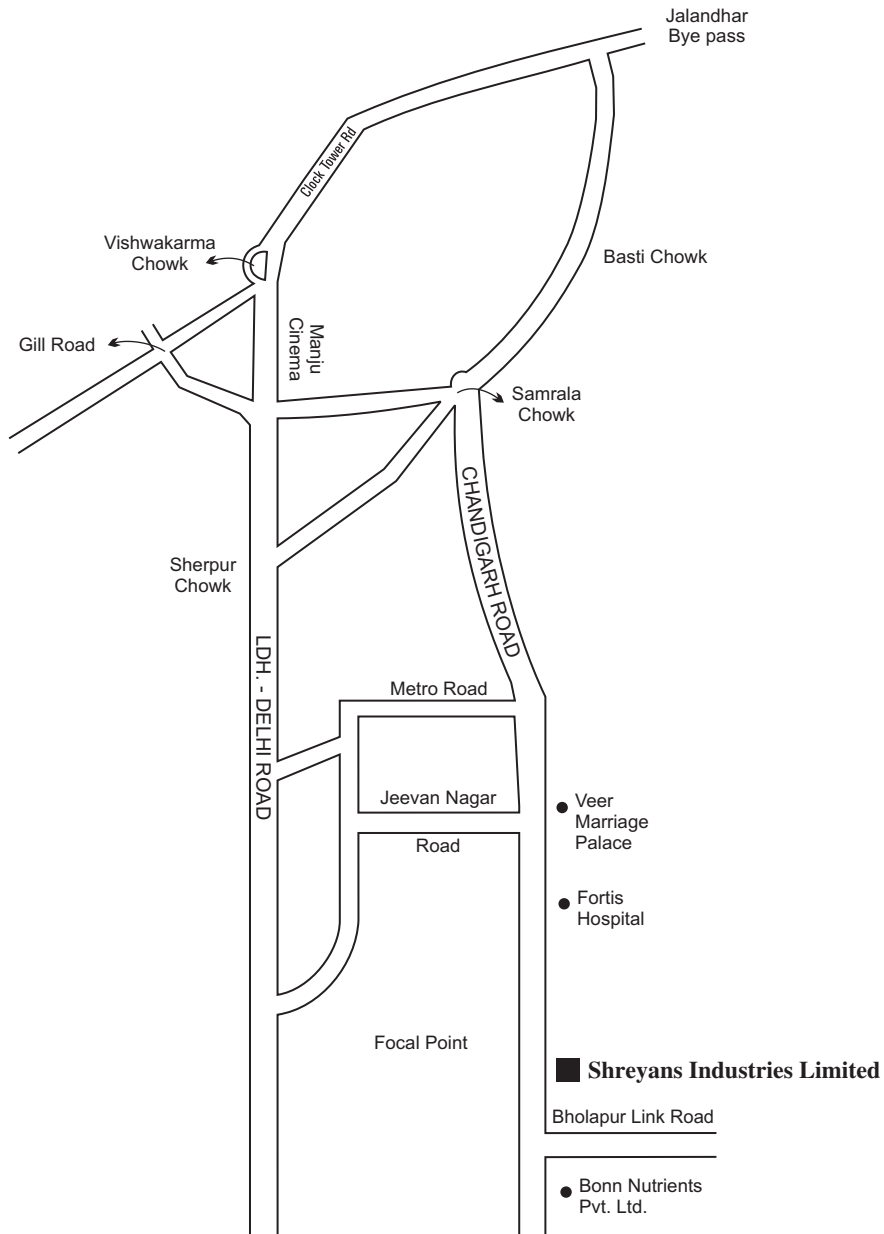 Jalandhar
Bye pass
Clock Tower Rd
Vishwakarma
Chowk
Basti Chowk
Gill Road
Manju
Cinema
Samrala
Chowk
CHANDIGARH ROAD
Sherpur
Chowk
LDH. - DELHI ROAD
Metro Road
Jeevan Nagar
Road
Veer
Marriage
Palace
Fortis
Hospital
Focal Point
Shreyans Industries Limited
Bholapur Link Road
Bonn Nutrients
Pvt. Ltd.